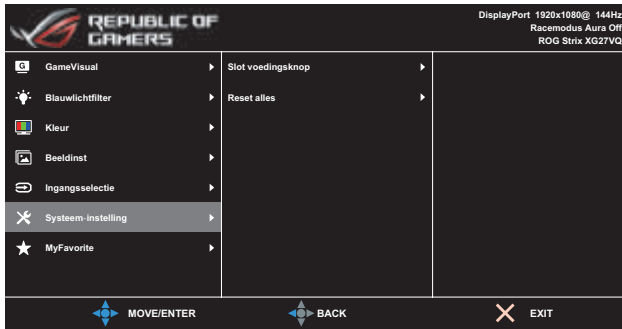 REPUBLIC OF
GAMERS
DisplayPort 1920x1080@ 144Hz
Racemodus Aura Off
ROG Strix XG27VQ
G
GameVisual
Blauwlichtfilter
Kleur
Beeldinst
Ingangsselectie
Systeem-instelling
MyFavorite
Slot voedingsknop
Reset alles
MOVE/ENTER
BACK
EXIT